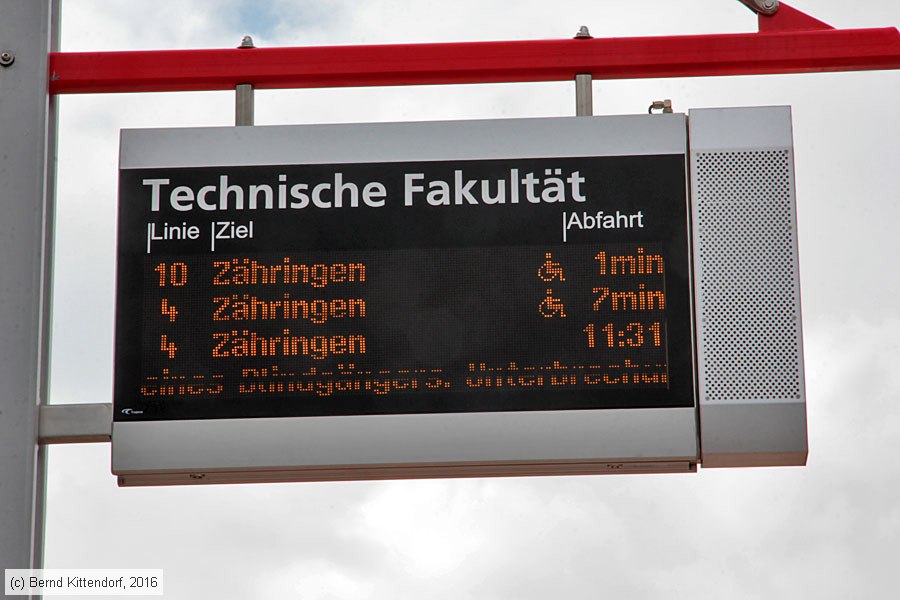 Technische Fakultät
Linie Ziel Abfahrt
10 Zähringen 1min
4 Zähringen 7min
4 Zähringen 11:31
eines Blindgängers. Unterbrechun
(c) Bernd Kittendorf, 2016